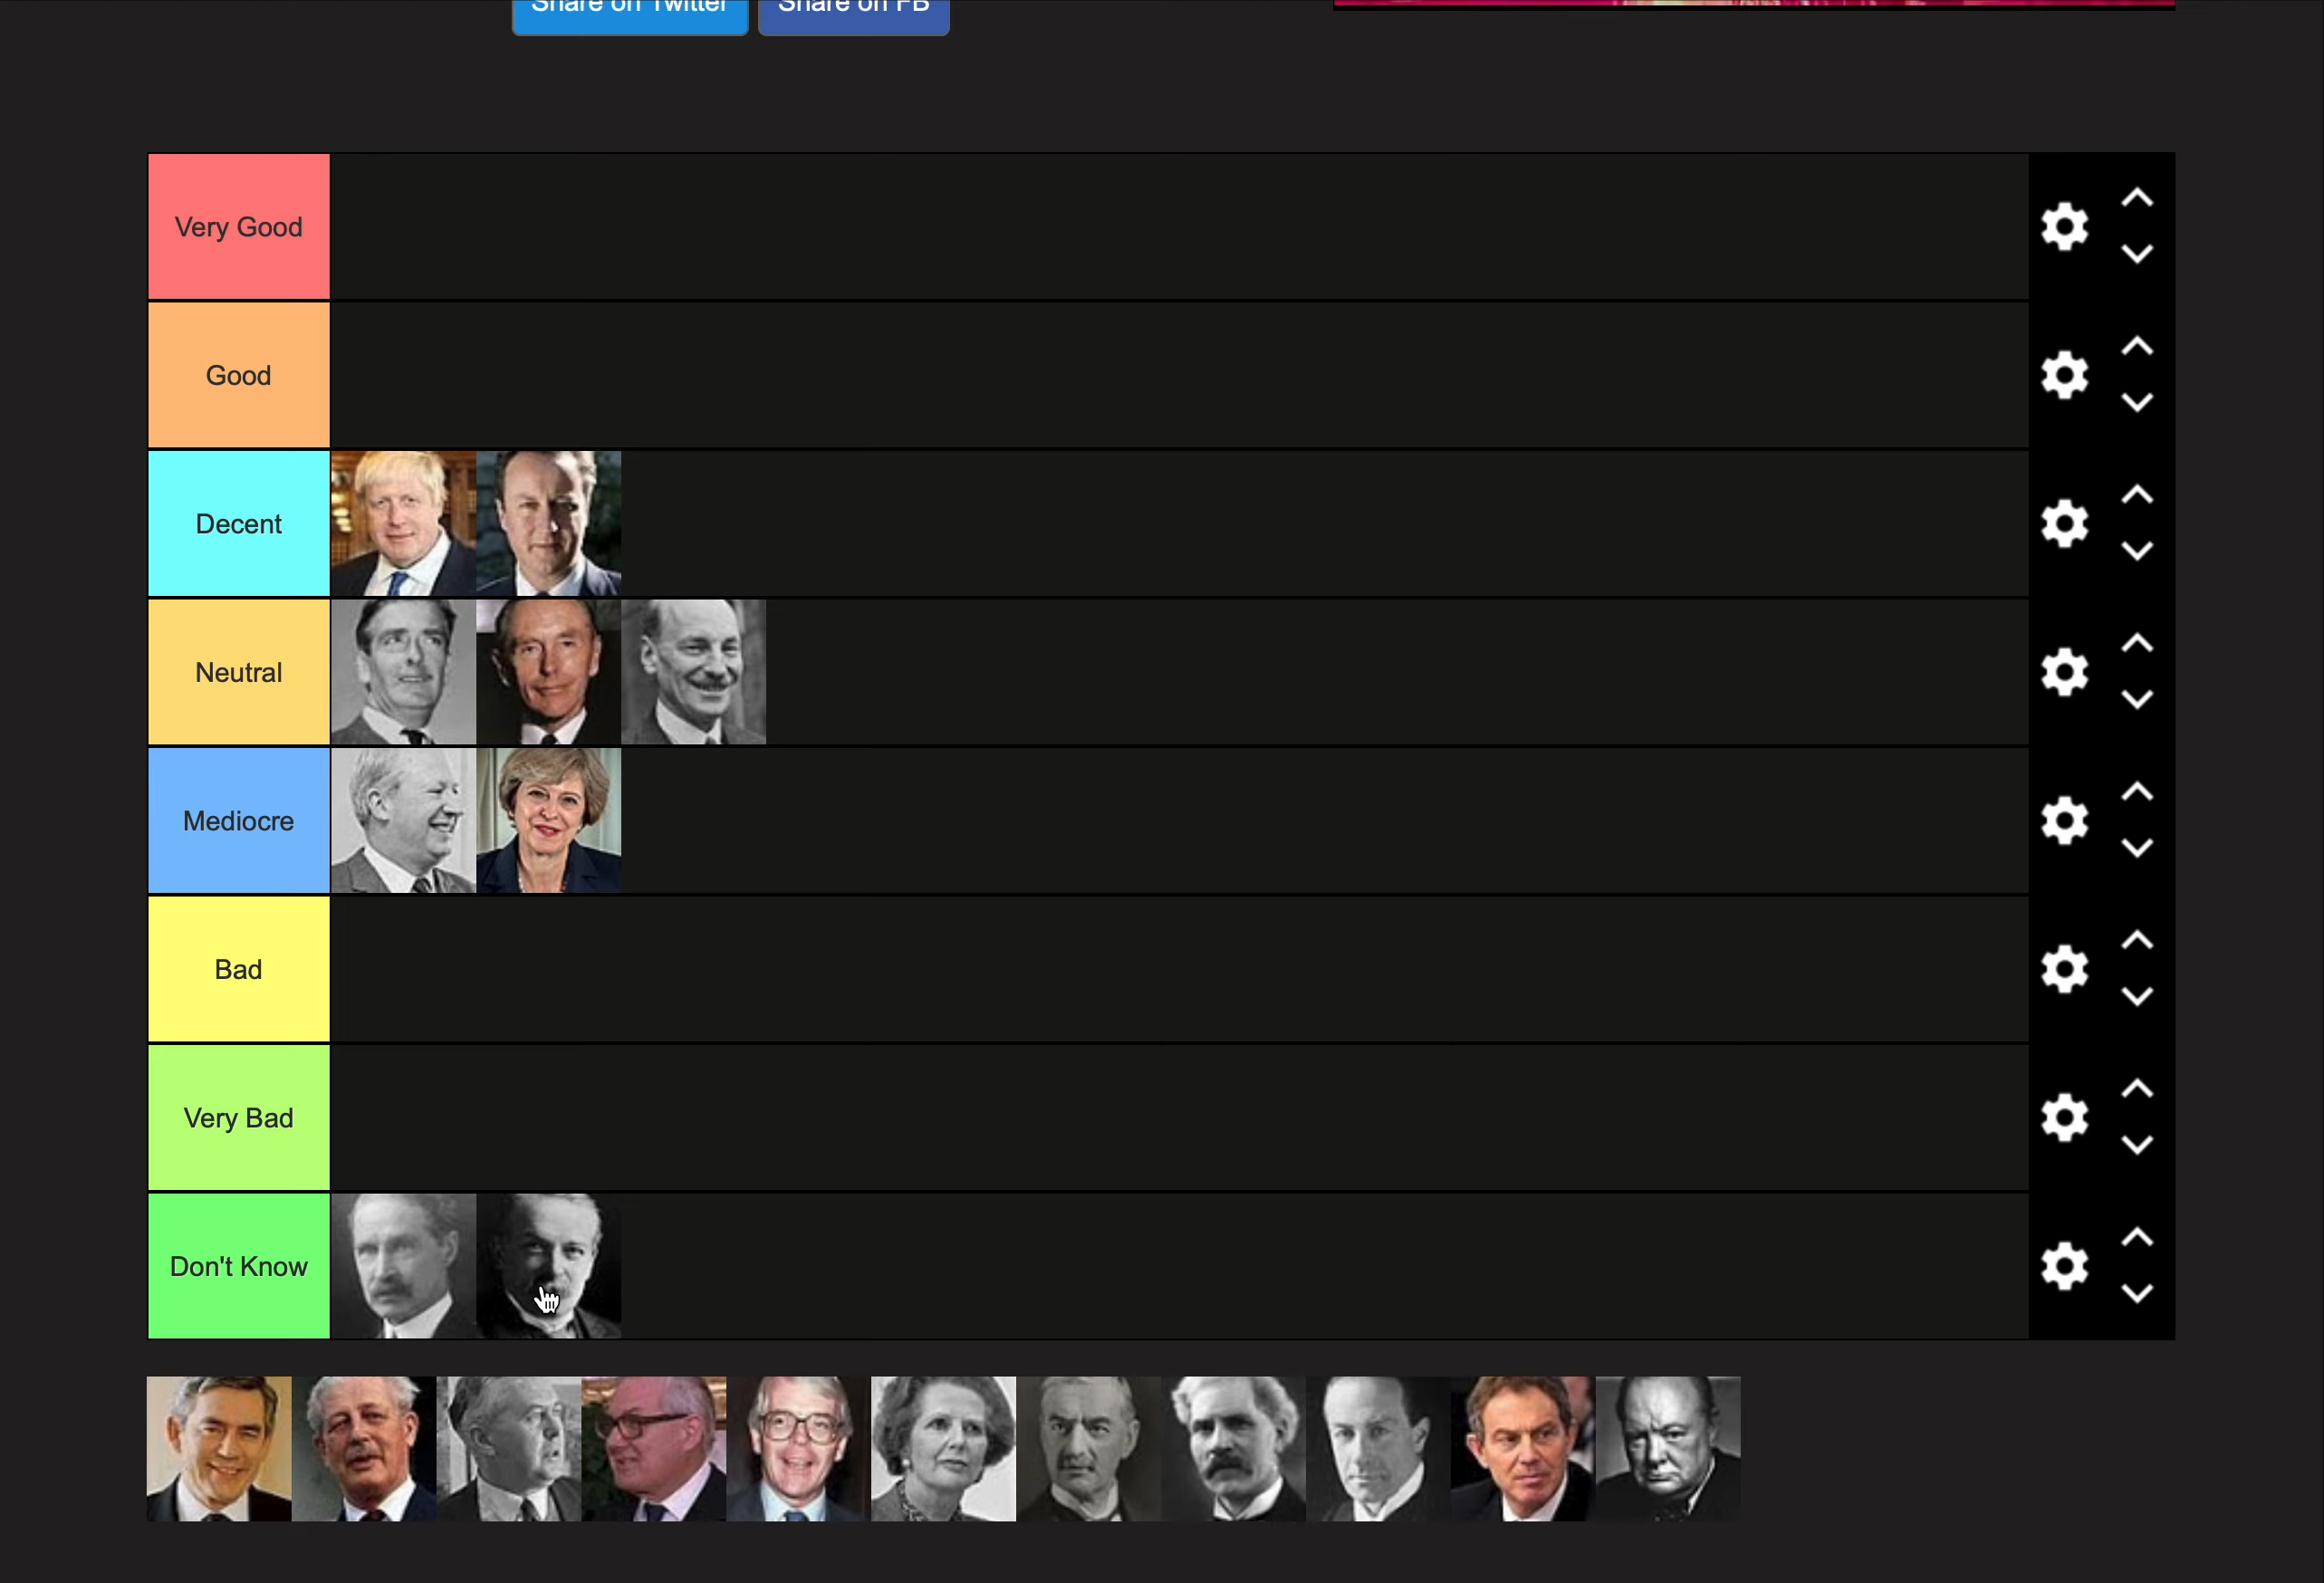 Share on Twitter
Share on FB
Very Good
Good
Decent
Neutral
Mediocre
Bad
Very Bad
Don't Know